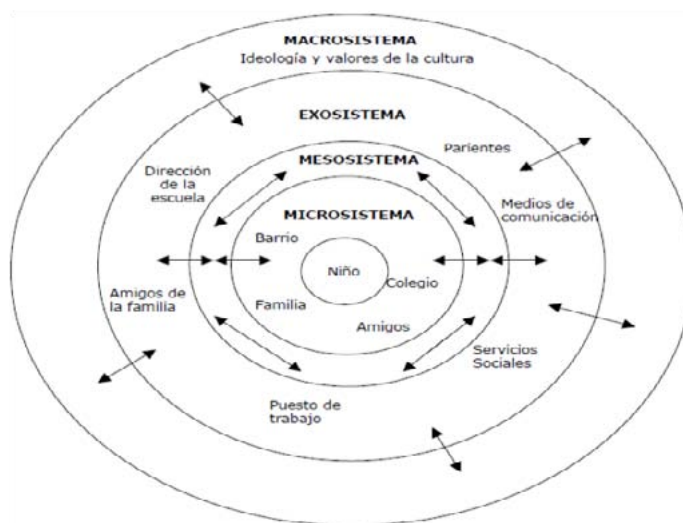 MACROSISTEMA
Ideología y valores de la cultura
EXOSISTEMA
Parientes
MESOSISTEMA
Dirección
de la
escuela
Medios de
comunicación
MICROSISTEMA
Barrio
Niño
Colegio
Familia
Amigos
Amigos de
la familia
Servicios
Sociales
Puesto de
trabajo